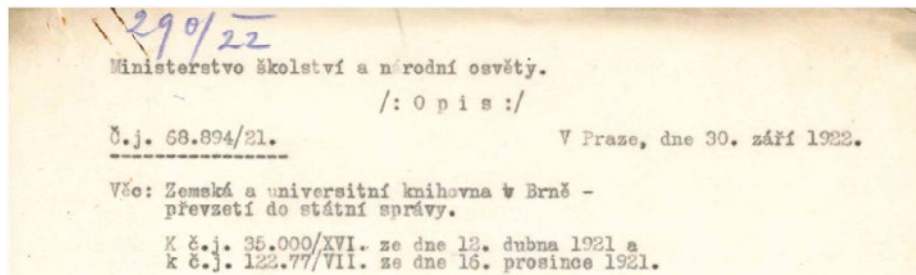 290/22
Ministerstvo školství a národní osvěty.
/: O p i s :/
Č.j. 68.894/21. V Praze, dne 30. září 1922.
Věc: Zemská a universitní knihovna v Brně -
převzetí do státní správy.
K č.j. 35.000/XVI. ze dne 12. dubna 1921 a
k č.j. 122.77/VII. ze dne 16. prosince 1921.